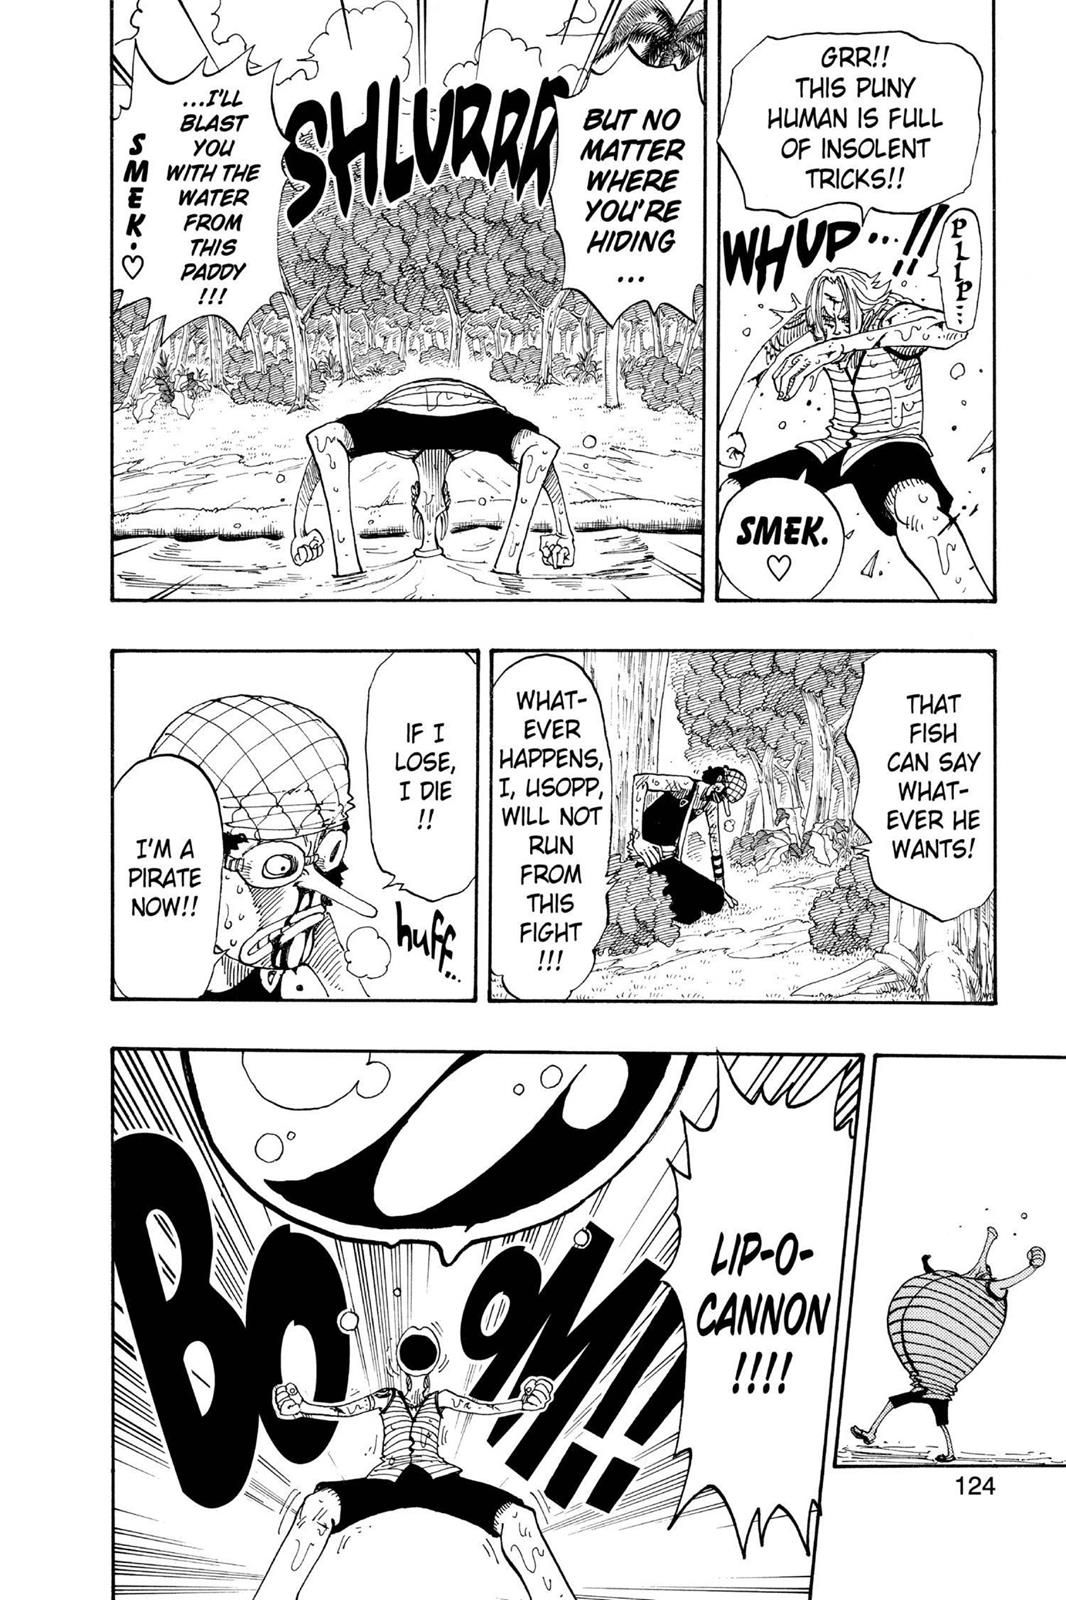 GRR!!
THIS PUNY
HUMAN IS FULL
OF INSOLENT
TRICKS!!
PLIP...
WHUP...!!
SMEK.
♡
BUT NO
MATTER
WHERE
YOU'RE
HIDING
...
SHLURRR
...I'LL
BLAST
YOU
WITH THE
WATER
FROM
THIS
PADDY
!!!
SMEK.♡
THAT
FISH
CAN SAY
WHAT-
EVER HE
WANTS!
WHAT-
EVER
HAPPENS,
I, USOPP,
WILL NOT
RUN
FROM
THIS
FIGHT
!!!
IF I
LOSE,
I DIE
!!
huff...
I'M A
PIRATE
NOW!!
LIP-O-
CANNON
!!!!
BOOM!!
124